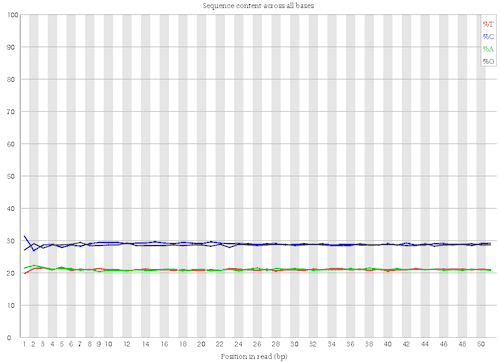 Sequence content across all bases
100
90
80
70
60
50
40
30
20
10
0
%T
%C
%A
%G
1 2 3 4 5 6 7 8 9 10 12 14 16 18 20 22 24 26 28 30 32 34 36 38 40 42 44 46 48 50
Position in read (bp)